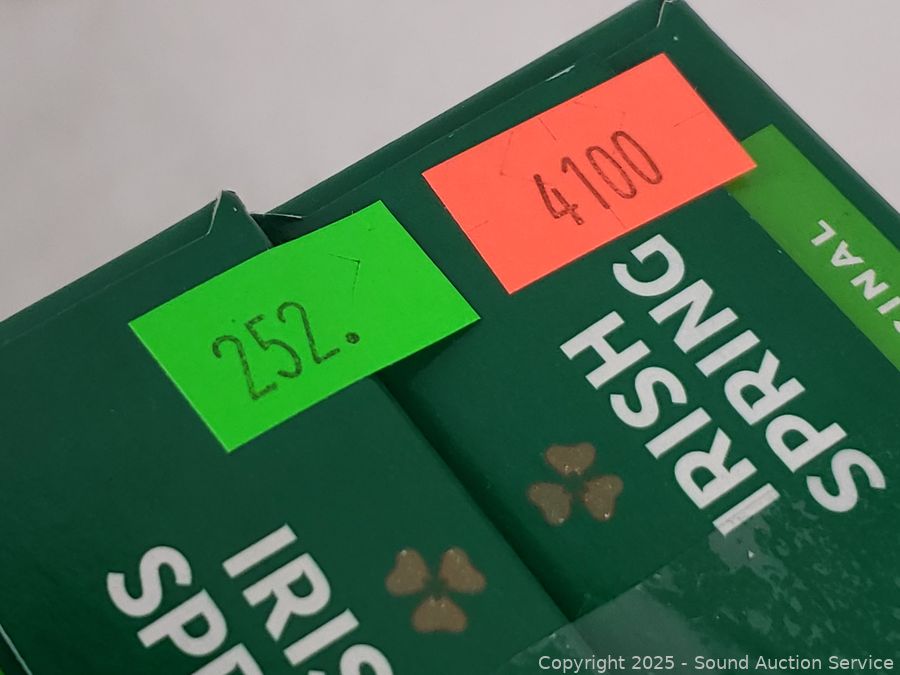 4100
252.
IRISH
SPRING
INAL
IRIS
SPR
Copyright 2025 - Sound Auction Service